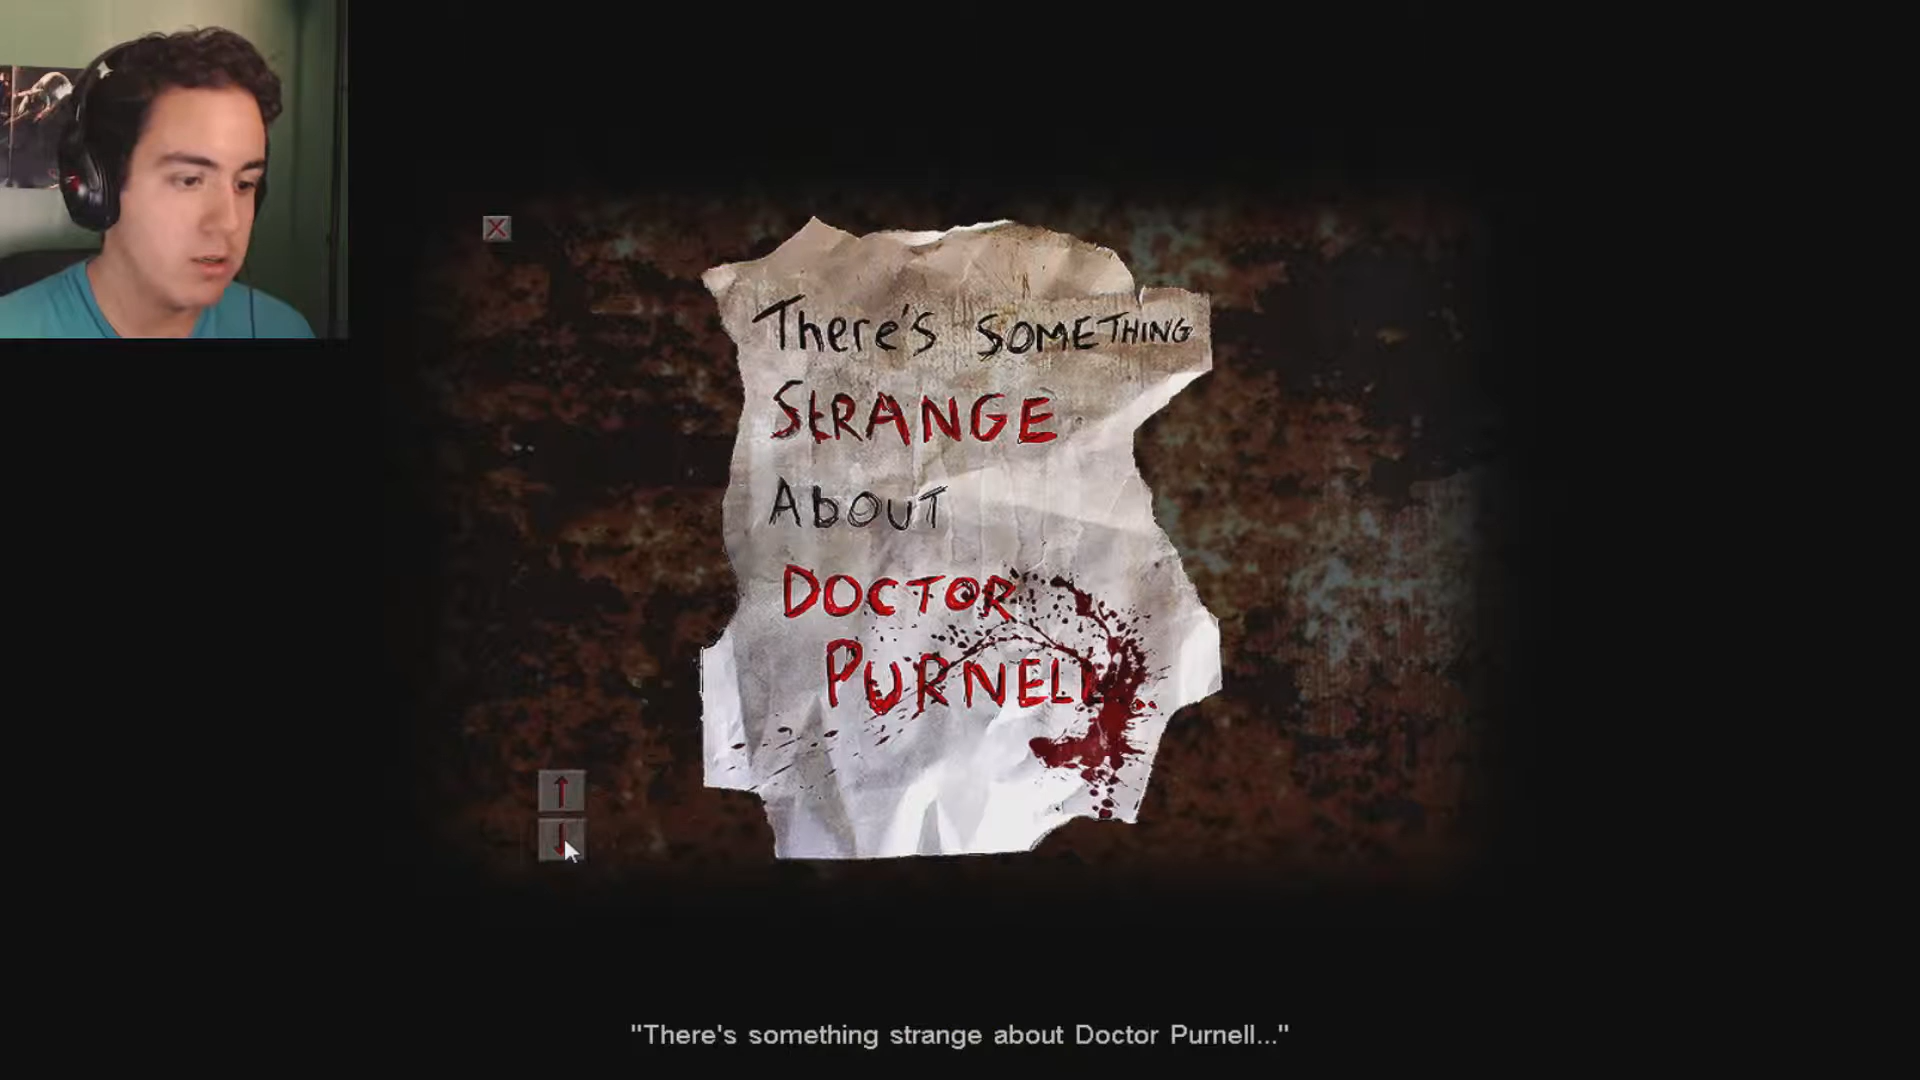 There's SOMETHING
StRANGE
About
DOCTOR
PURNELL...
"There's something strange about Doctor Purnell..."